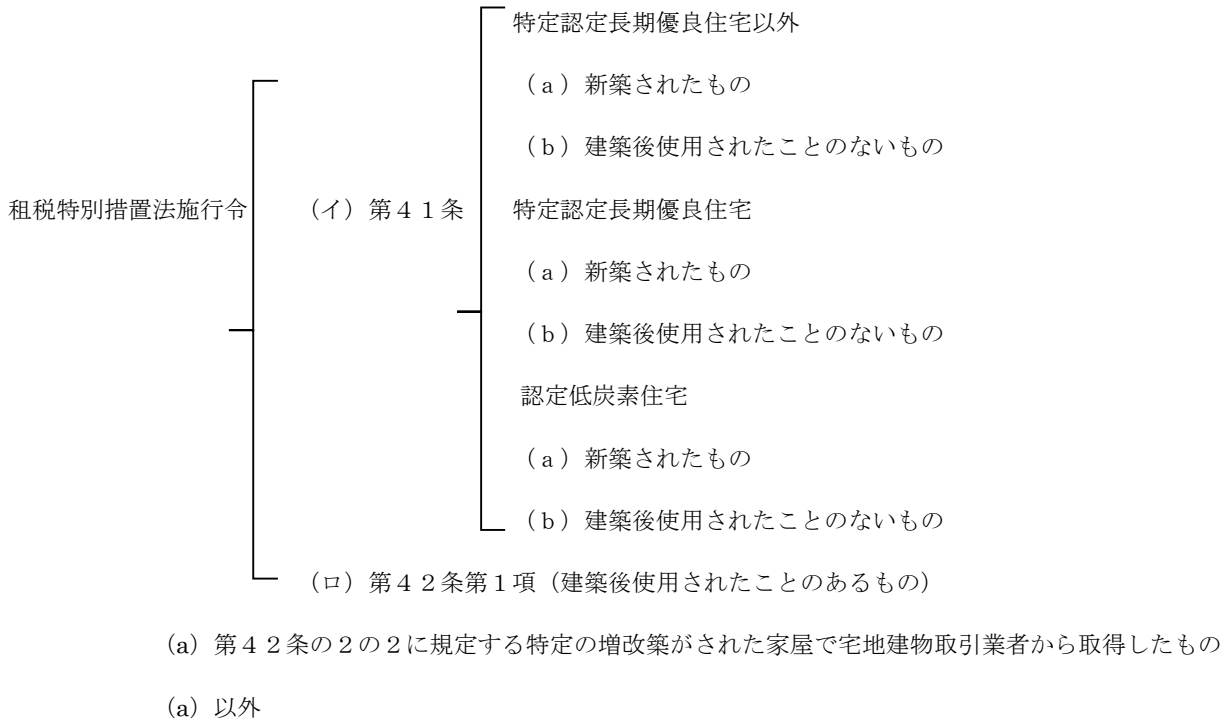 特定認定長期優良住宅以外
（ａ）新築されたもの
（ｂ）建築後使用されたことのないもの
租税特別措置法施行令　（イ）第４１条　特定認定長期優良住宅
（ａ）新築されたもの
（ｂ）建築後使用されたことのないもの
認定低炭素住宅
（ａ）新築されたもの
（ｂ）建築後使用されたことのないもの
（ロ）第４２条第１項（建築後使用されたことのあるもの）
（a）第４２条の２の２に規定する特定の増改築がされた家屋で宅地建物取引業者から取得したもの
（a）以外